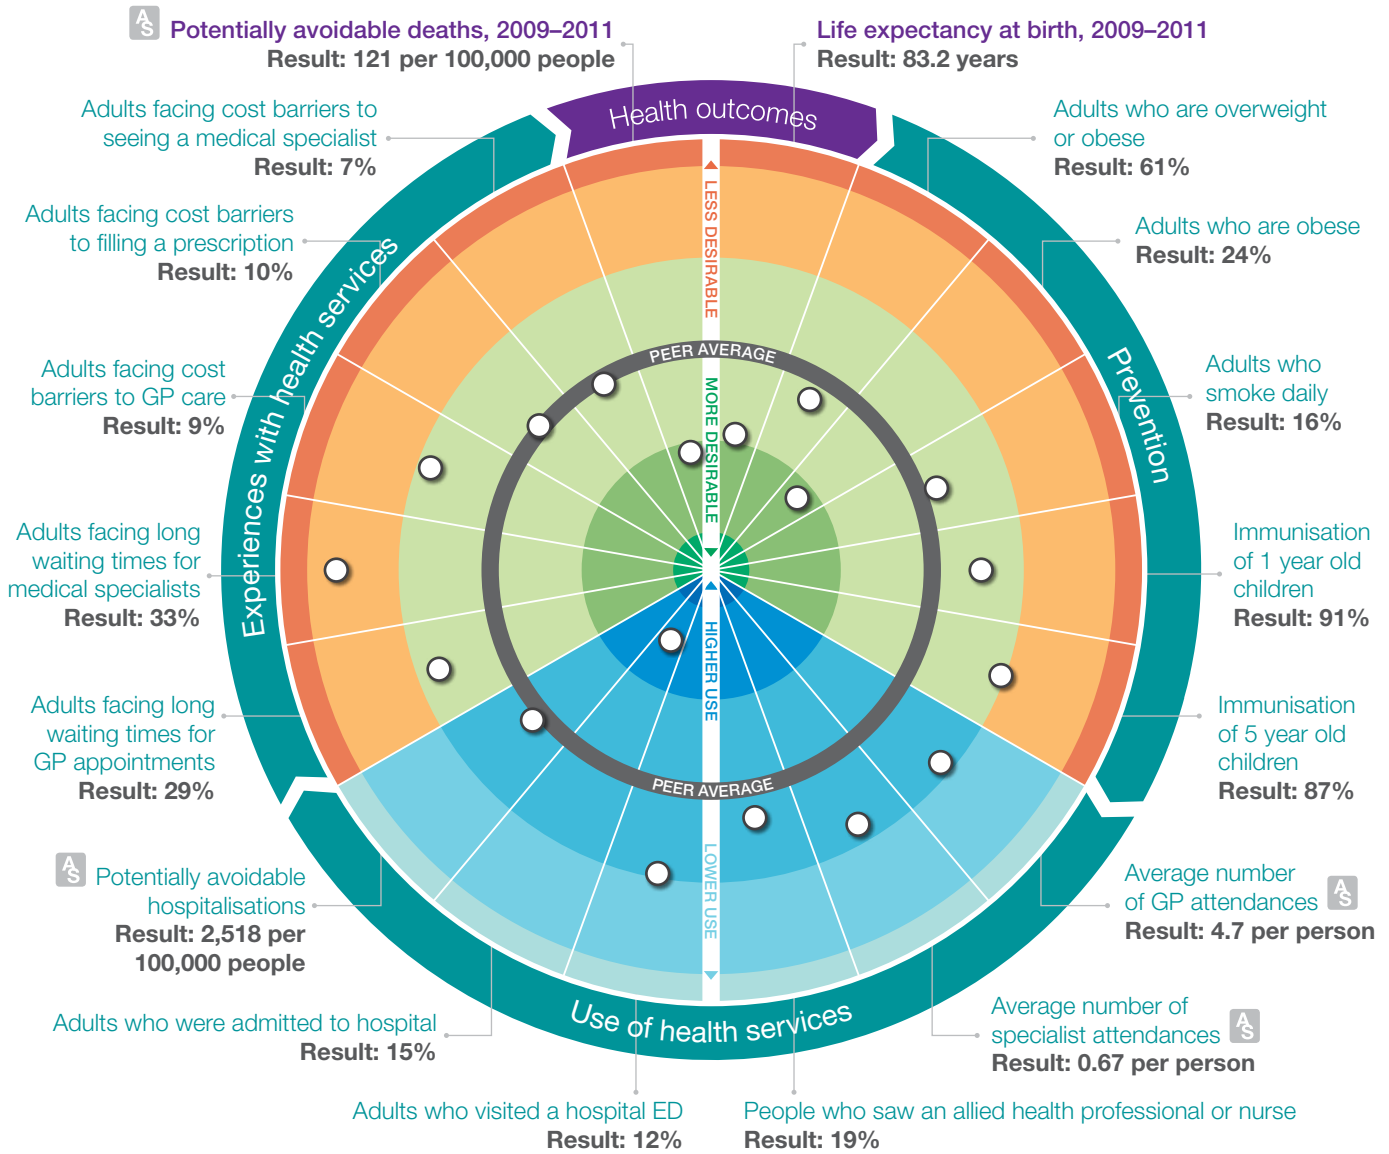 AS Potentially avoidable deaths, 2009–2011
Result: 121 per 100,000 people
Life expectancy at birth, 2009–2011
Result: 83.2 years
Adults facing cost barriers to
seeing a medical specialist
Result: 7%
Adults facing cost barriers
to filling a prescription
Result: 10%
Adults facing cost
barriers to GP care
Result: 9%
Adults facing long
waiting times for
medical specialists
Result: 33%
Adults facing long
waiting times for
GP appointments
Result: 29%
AS Potentially avoidable
hospitalisations
Result: 2,518 per
100,000 people
Adults who were admitted to hospital
Result: 15%
Adults who visited a hospital ED
Result: 12%
People who saw an allied health professional or nurse
Result: 19%
Average number of
specialist attendances AS
Result: 0.67 per person
Average number
of GP attendances AS
Result: 4.7 per person
Immunisation
of 5 year old
children
Result: 87%
Immunisation
of 1 year old
children
Result: 91%
Adults who
smoke daily
Result: 16%
Adults who are obese
Result: 24%
Adults who are overweight
or obese
Result: 61%
Health outcomes
Prevention
Use of health services
Experiences with health services
LESS DESIRABLE
PEER AVERAGE
MORE DESIRABLE
HIGHER USE
PEER AVERAGE
LOWER USE